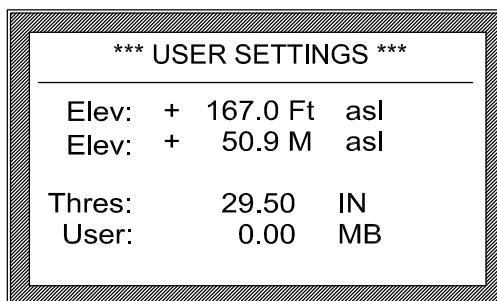 *** USER SETTINGS ***
Elev: + 167.0 Ft asl
Elev: + 50.9 M asl
Thres: 29.50 IN
User: 0.00 MB